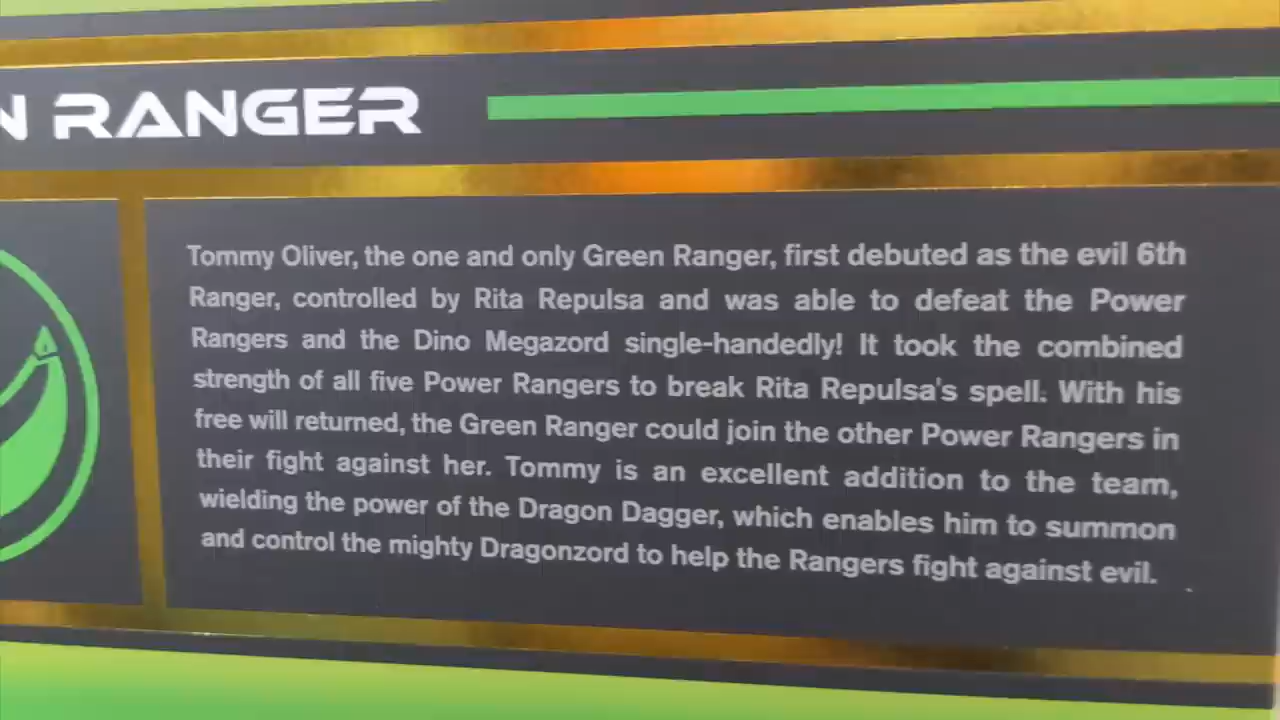 N RANGER
Tommy Oliver, the one and only Green Ranger, first debuted as the evil 6th
Ranger, controlled by Rita Repulsa and was able to defeat the Power
Rangers and the Dino Megazord single-handedly! It took the combined
strength of all five Power Rangers to break Rita Repulsa's spell. With his
free will returned, the Green Ranger could join the other Power Rangers in
their fight against her. Tommy is an excellent addition to the team,
wielding the power of the Dragon Dagger, which enables him to summon
and control the mighty Dragonzord to help the Rangers fight against evil.